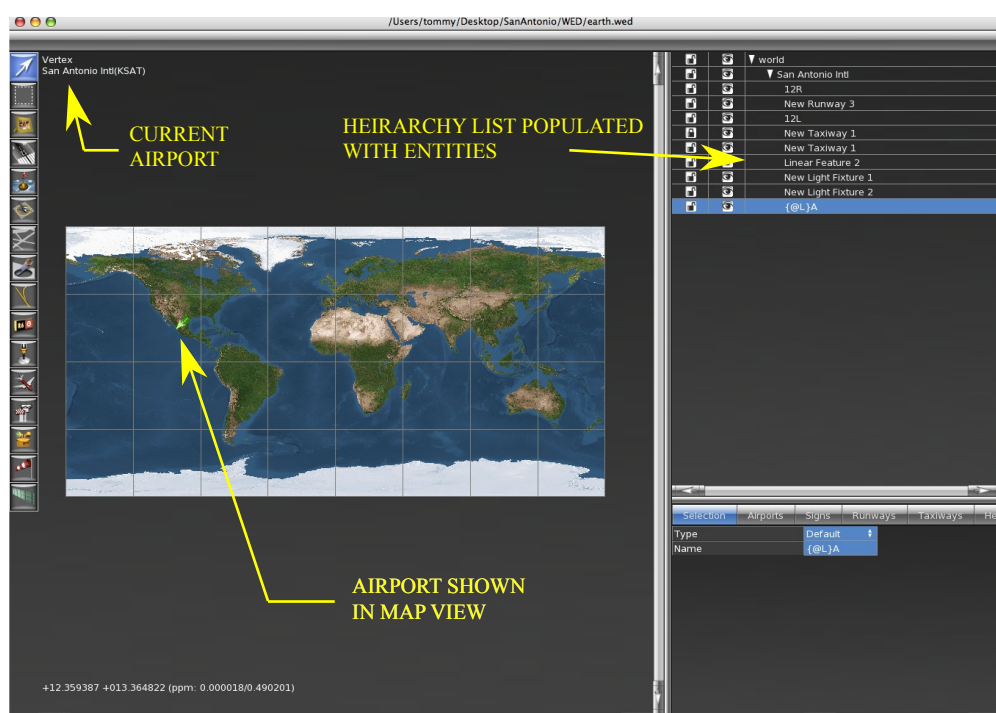 /Users/tommy/Desktop/SanAntonio/WED/earth.wed
Vertex
San Antonio Intl(KSAT)
CURRENT
AIRPORT
HEIRARCHY LIST POPULATED
WITH ENTITIES
world
San Antonio Intl
12R
New Runway 3
12L
New Taxiway 1
New Taxiway 1
Linear Feature 2
New Light Fixture 1
New Light Fixture 2
{@L}A
AIRPORT SHOWN
IN MAP VIEW
Selection Airports Signs Runways Taxiways He
Type Default
Name {@L}A
+12.359387 +013.364822 (ppm: 0.000018/0.490201)